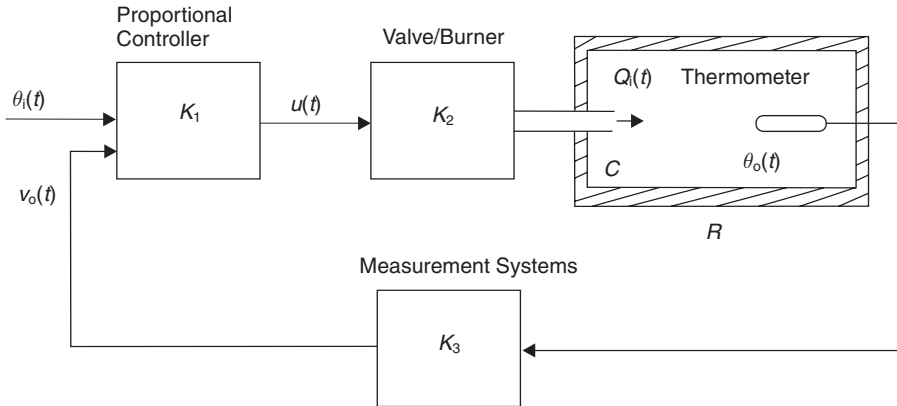 Proportional
Controller
Valve/Burner
θi(t)
K1
u(t)
K2
Qi(t)
Thermometer
θo(t)
C
vo(t)
R
Measurement Systems
K3